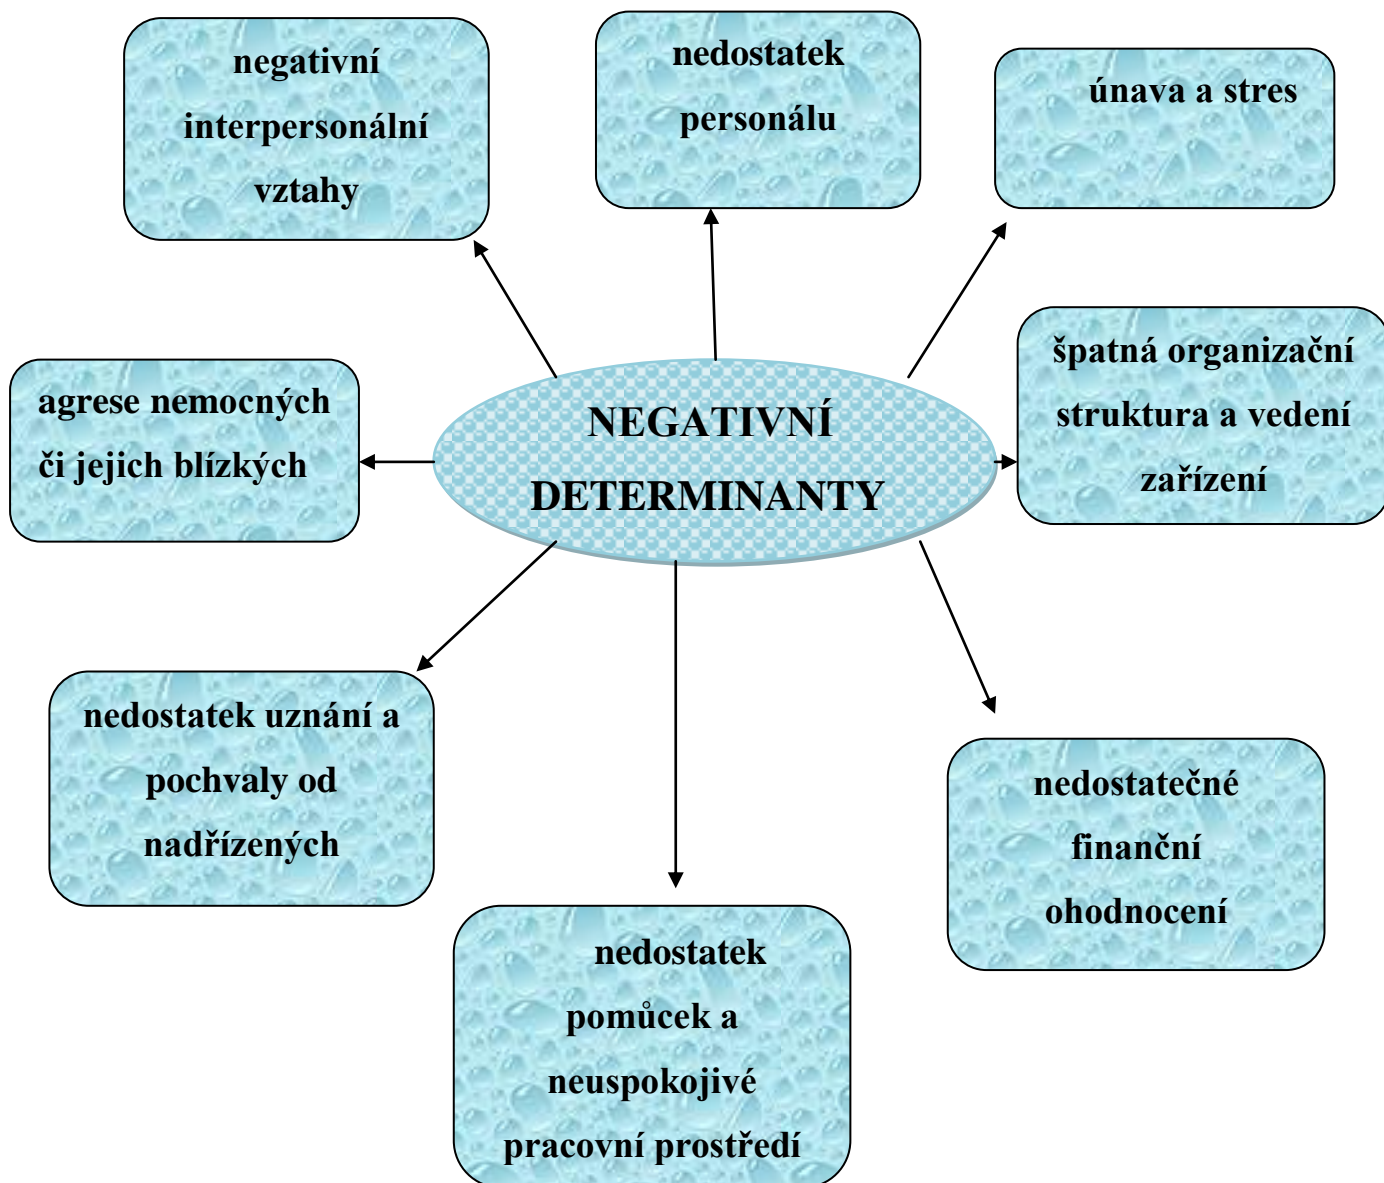 negativní
interpersonální
vztahy
nedostatek
personálu
únava a stres
agrese nemocných
či jejich blízkých
NEGATIVNÍ
DETERMINANTY
špatná organizační
struktura a vedení
zařízení
nedostatek uznání a
pochvaly od
nadřízených
nedostatek
pomůcek a
neuspokojivé
pracovní prostředí
nedostatečné
finanční
ohodnocení